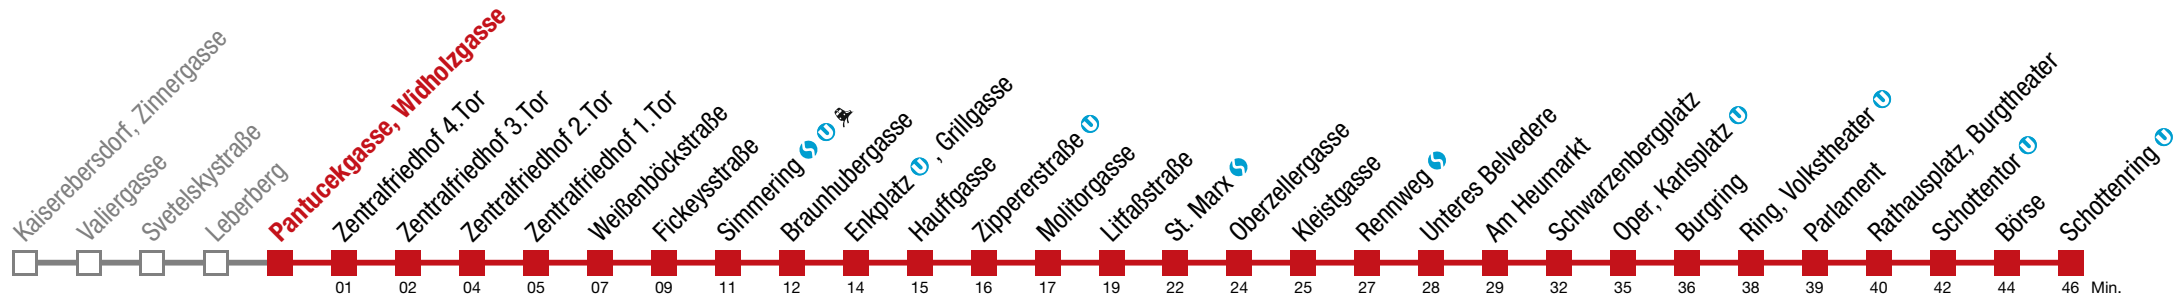 Kaiserebersdorf, Zinnergasse
Valiergasse
Svetelskystraße
Leberberg
Pantucekgasse, Widholzgasse
Zentralfriedhof 4.Tor
Zentralfriedhof 3.Tor
Zentralfriedhof 2.Tor
Zentralfriedhof 1.Tor
Weißenböckstraße
Fickeysstraße
Simmering S U
Braunhubergasse
Enkplatz U , Grillgasse
Hauffgasse
Zippererstraße U
Molitorgasse
Litfaßstraße
St. Marx S
Oberzellergasse
Kleistgasse
Rennweg S
Unteres Belvedere
Am Heumarkt
Schwarzenbergplatz
Oper, Karlsplatz U
Burgring
Ring, Volkstheater U
Parlament
Rathausplatz, Burgtheater
Schottentor U
Börse
Schottenring U
01 02 04 05 07 09 11 12 14 15 16 17 19 22 24 25 27 28 29 32 35 36 38 39 40 42 44 46 Min.